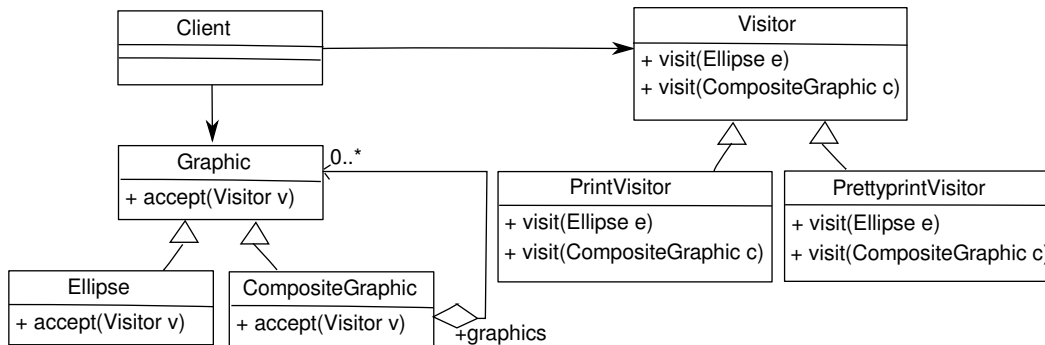 Client
Visitor
+ visit(Ellipse e)
+ visit(CompositeGraphic c)
Graphic
+ accept(Visitor v)
0..*
PrintVisitor
+ visit(Ellipse e)
+ visit(CompositeGraphic c)
PrettyprintVisitor
+ visit(Ellipse e)
+ visit(CompositeGraphic c)
Ellipse
+ accept(Visitor v)
CompositeGraphic
+ accept(Visitor v)
+graphics